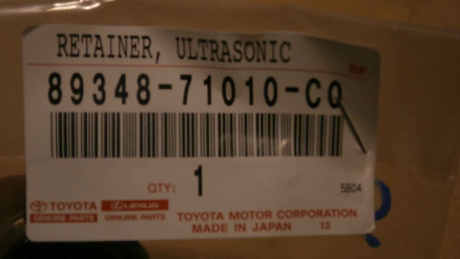 RETAINER, ULTRASONIC
89348-71010-C0
QTY: 1
5B04
TOYOTA LEXUS
GENUINE PARTS GENUINE PARTS
TOYOTA MOTOR CORPORATION
MADE IN JAPAN 13